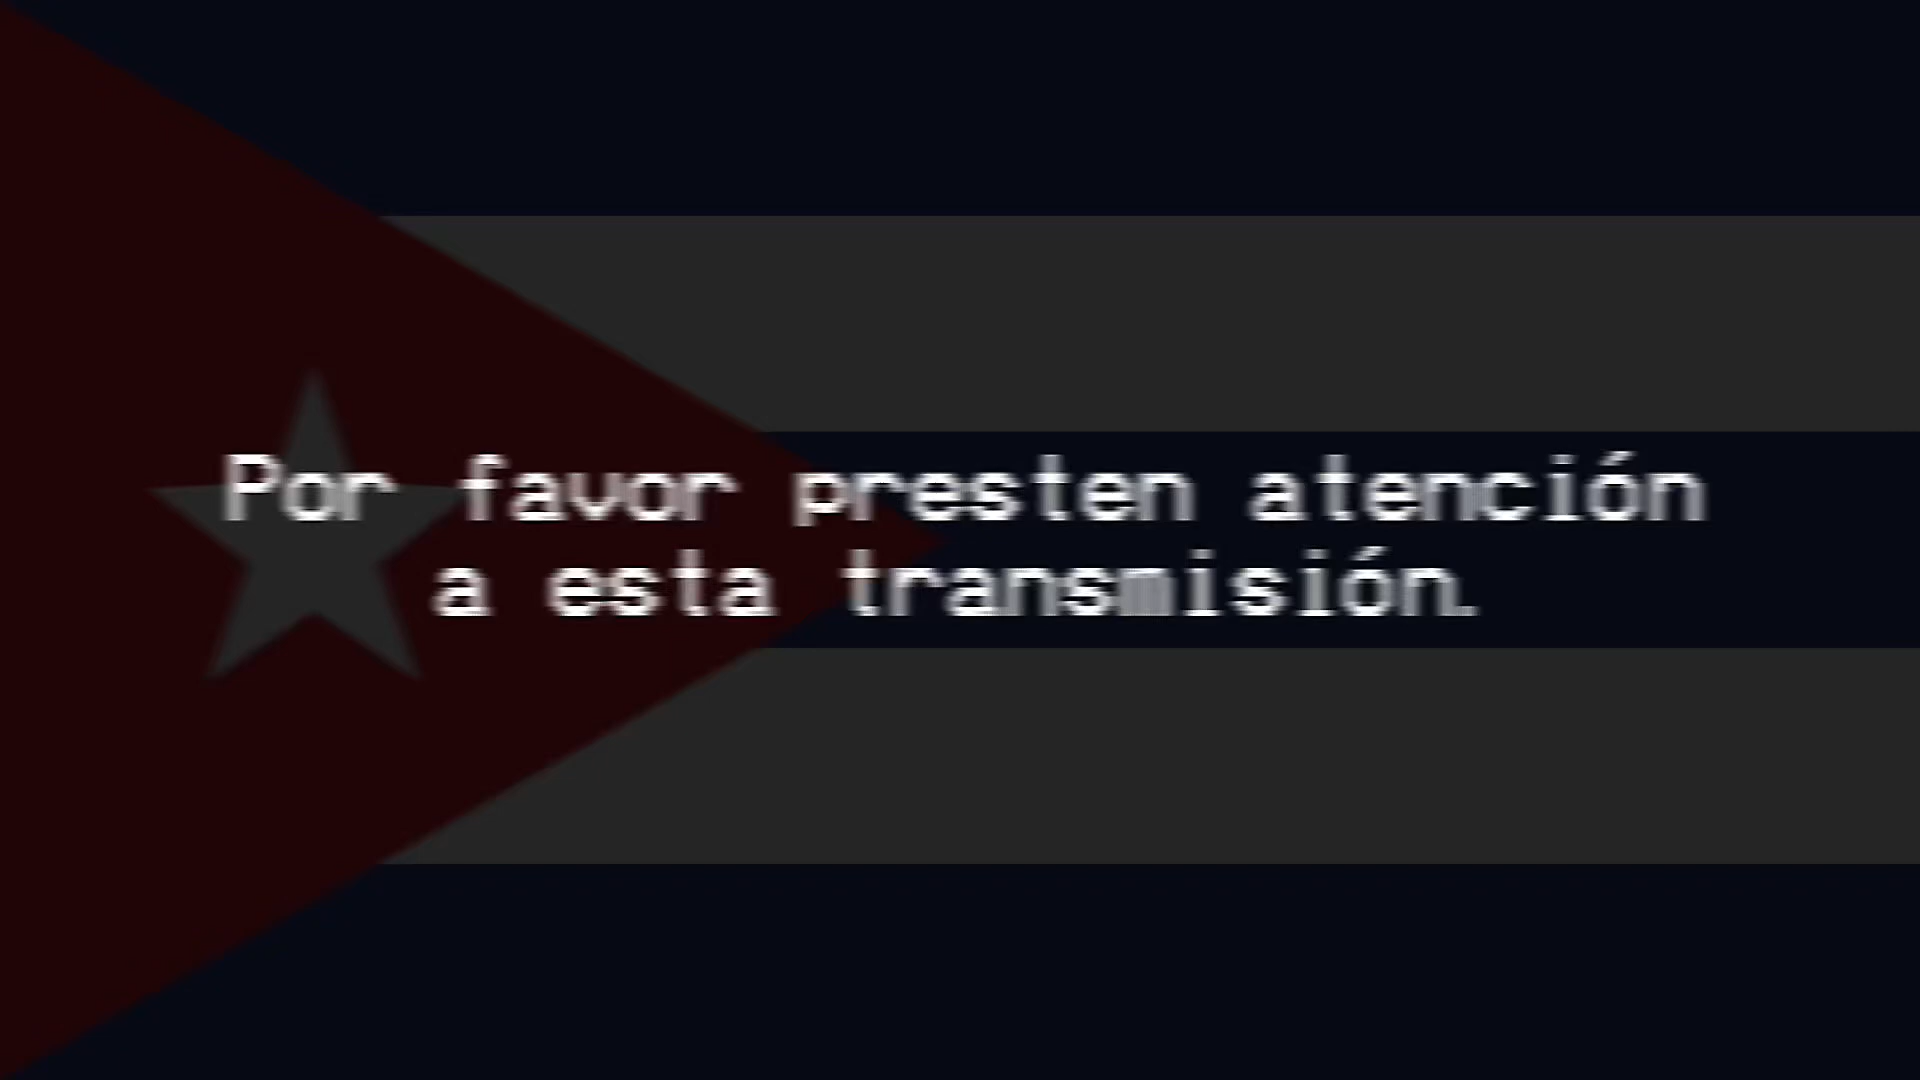 Por favor presten atención
a esta transmisión.